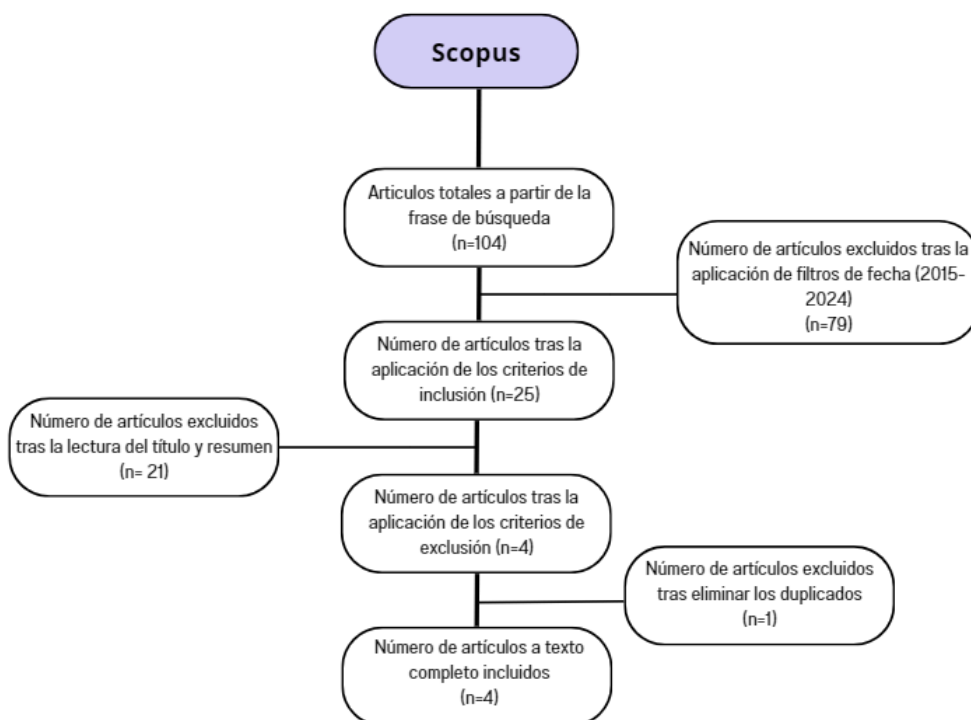 Scopus
Articulos totales a partir de la
frase de búsqueda
(n=104)
Número de artículos excluidos tras la
aplicación de filtros de fecha (2015-
2024)
(n=79)
Número de artículos tras la
aplicación de los criterios de
inclusión (n=25)
Número de artículos excluidos
tras la lectura del título y resumen
(n= 21)
Número de artículos tras la
aplicación de los criterios de
exclusión (n=4)
Número de artículos excluidos
tras eliminar los duplicados
(n=1)
Número de artículos a texto
completo incluidos
(n=4)